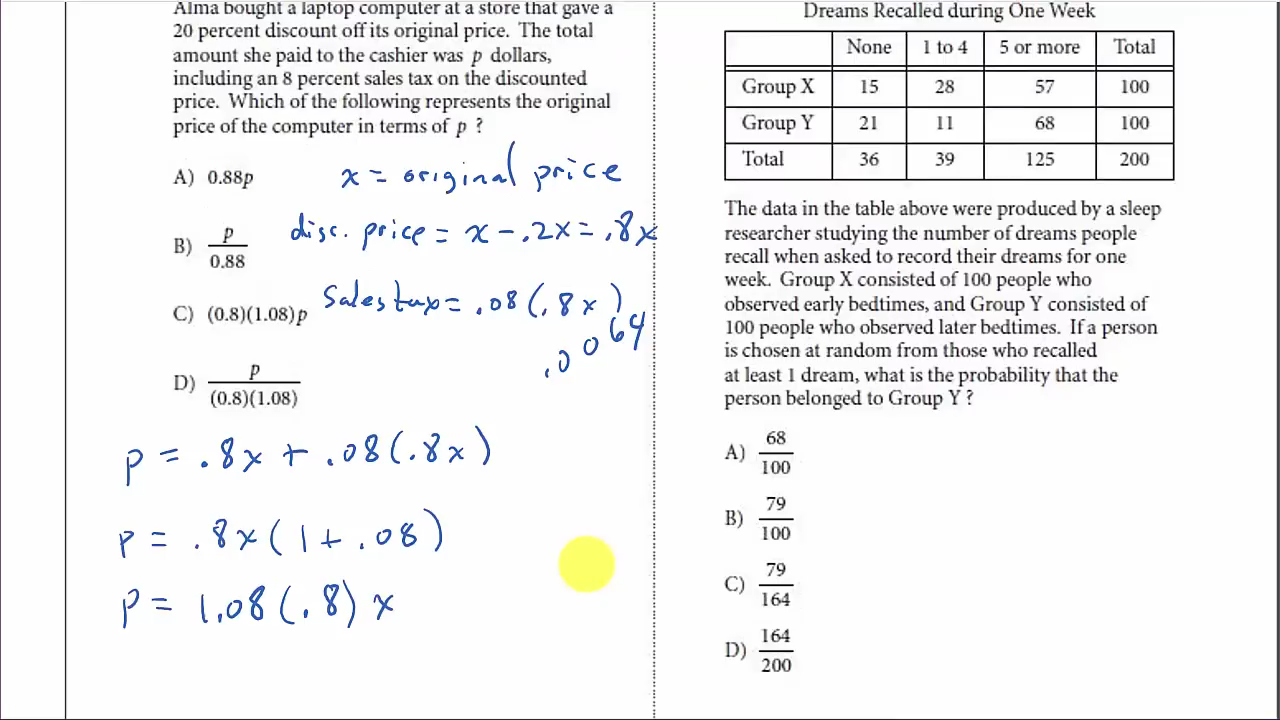 Alma bought a laptop computer at a store that gave a
20 percent discount off its original price. The total
amount she paid to the cashier was p dollars,
including an 8 percent sales tax on the discounted
price. Which of the following represents the original
price of the computer in terms of p ?
A) 0.88p
x = original price
disc. price = x - .2x = .8x
B) p
0.88
sales tax = .08 (.8x)
C) (0.8)(1.08)p
.0064
D) p
(0.8)(1.08)
p = .8x + .08(.8x)
p = .8x(1 + .08)
p = 1.08(.8)x
Dreams Recalled during One Week
None 1 to 4 5 or more Total
Group X 15 28 57 100
Group Y 21 11 68 100
Total 36 39 125 200
The data in the table above were produced by a sleep
researcher studying the number of dreams people
recall when asked to record their dreams for one
week. Group X consisted of 100 people who
observed early bedtimes, and Group Y consisted of
100 people who observed later bedtimes. If a person
is chosen at random from those who recalled
at least 1 dream, what is the probability that the
person belonged to Group Y ?
A) 68
100
B) 79
100
C) 79
164
D) 164
200